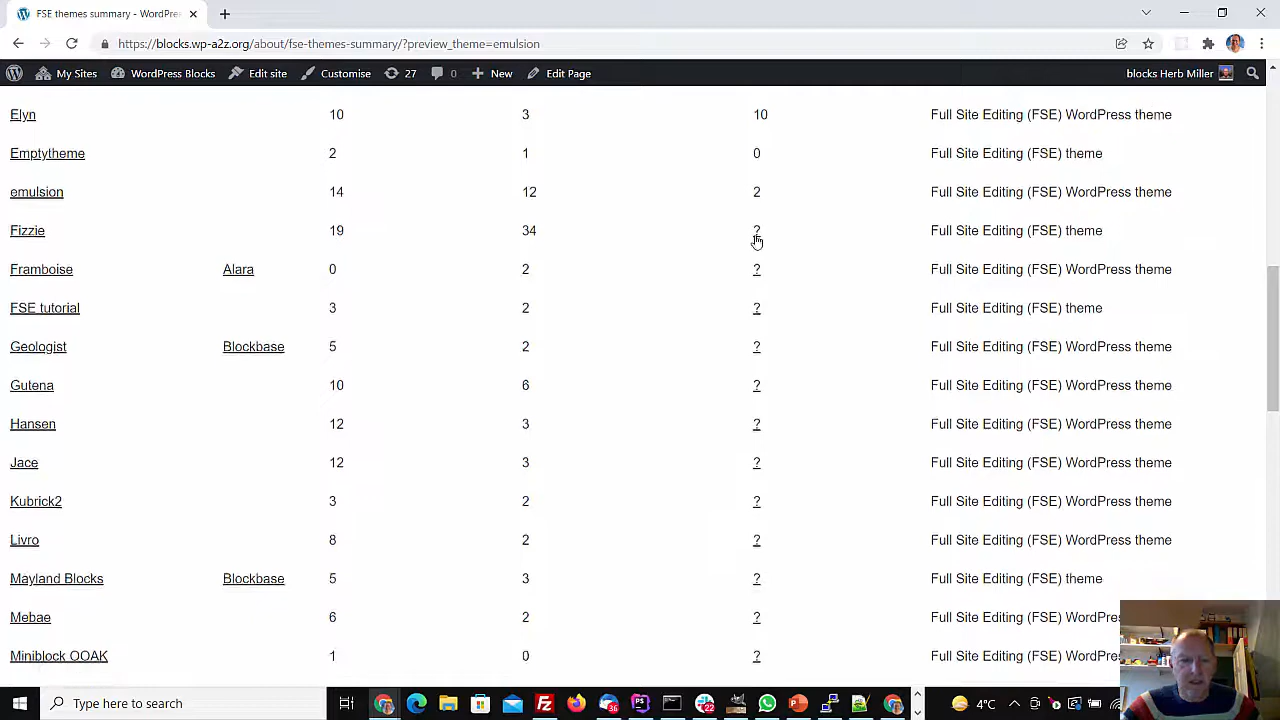 FSE themes summary - WordPre
https://blocks.wp-a2z.org/about/fse-themes-summary/?preview_theme=emulsion
My Sites WordPress Blocks Edit site Customise 27 0 New Edit Page blocks Herb Miller
Elyn 10 3 10 Full Site Editing (FSE) WordPress theme
Emptytheme 2 1 0 Full Site Editing (FSE) theme
emulsion 14 12 2 Full Site Editing (FSE) WordPress theme
Fizzie 19 34 ? Full Site Editing (FSE) theme
Framboise Alara 0 2 ? Full Site Editing (FSE) WordPress theme
FSE tutorial 3 2 ? Full Site Editing (FSE) theme
Geologist Blockbase 5 2 ? Full Site Editing (FSE) WordPress theme
Gutena 10 6 ? Full Site Editing (FSE) WordPress theme
Hansen 12 3 ? Full Site Editing (FSE) WordPress theme
Jace 12 3 ? Full Site Editing (FSE) WordPress theme
Kubrick2 3 2 ? Full Site Editing (FSE) WordPress theme
Livro 8 2 ? Full Site Editing (FSE) WordPress theme
Mayland Blocks Blockbase 5 3 ? Full Site Editing (FSE) theme
Mebae 6 2 ? Full Site Editing (FSE) WordP
Miniblock OOAK 1 0 ? Full Site Editing (FSE) WordP
Type here to search 36 22 4°C